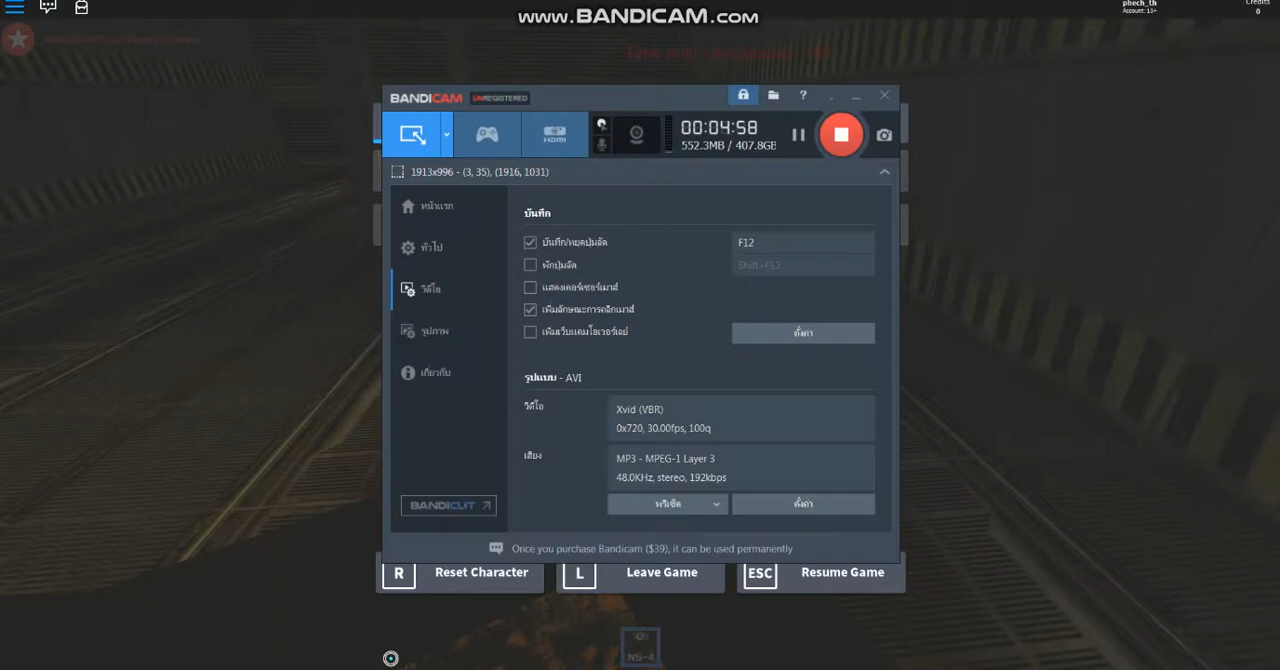 www.BANDICAM.com
phech_th
Account: 13+
Credits
0
BANDICAM UNREGISTERED
?
HDMI
00:04:58
552.3MB / 407.8GB
1913x996 - (3, 35), (1916, 1031)
หน้าแรก
ทั่วไป
วิดีโอ
รูปภาพ
เกี่ยวกับ
BANDICUT
บันทึก
บันทึก/หยุดปุ่มลัด
F12
พักปุ่มลัด
Shift+F12
แสดงเคอร์เซอร์เมาส์
เพิ่มลักษณะการคลิกเมาส์
เพิ่มเว็บแคมโอเวอร์เลย์
ตั้งค่า
รูปแบบ - AVI
วิดีโอ
Xvid (VBR)
0x720, 30.00fps, 100q
เสียง
MP3 - MPEG-1 Layer 3
48.0KHz, stereo, 192kbps
พรีเซ็ต
ตั้งค่า
Once you purchase Bandicam ($39), it can be used permanently
R Reset Character
L Leave Game
ESC Resume Game
NS-4